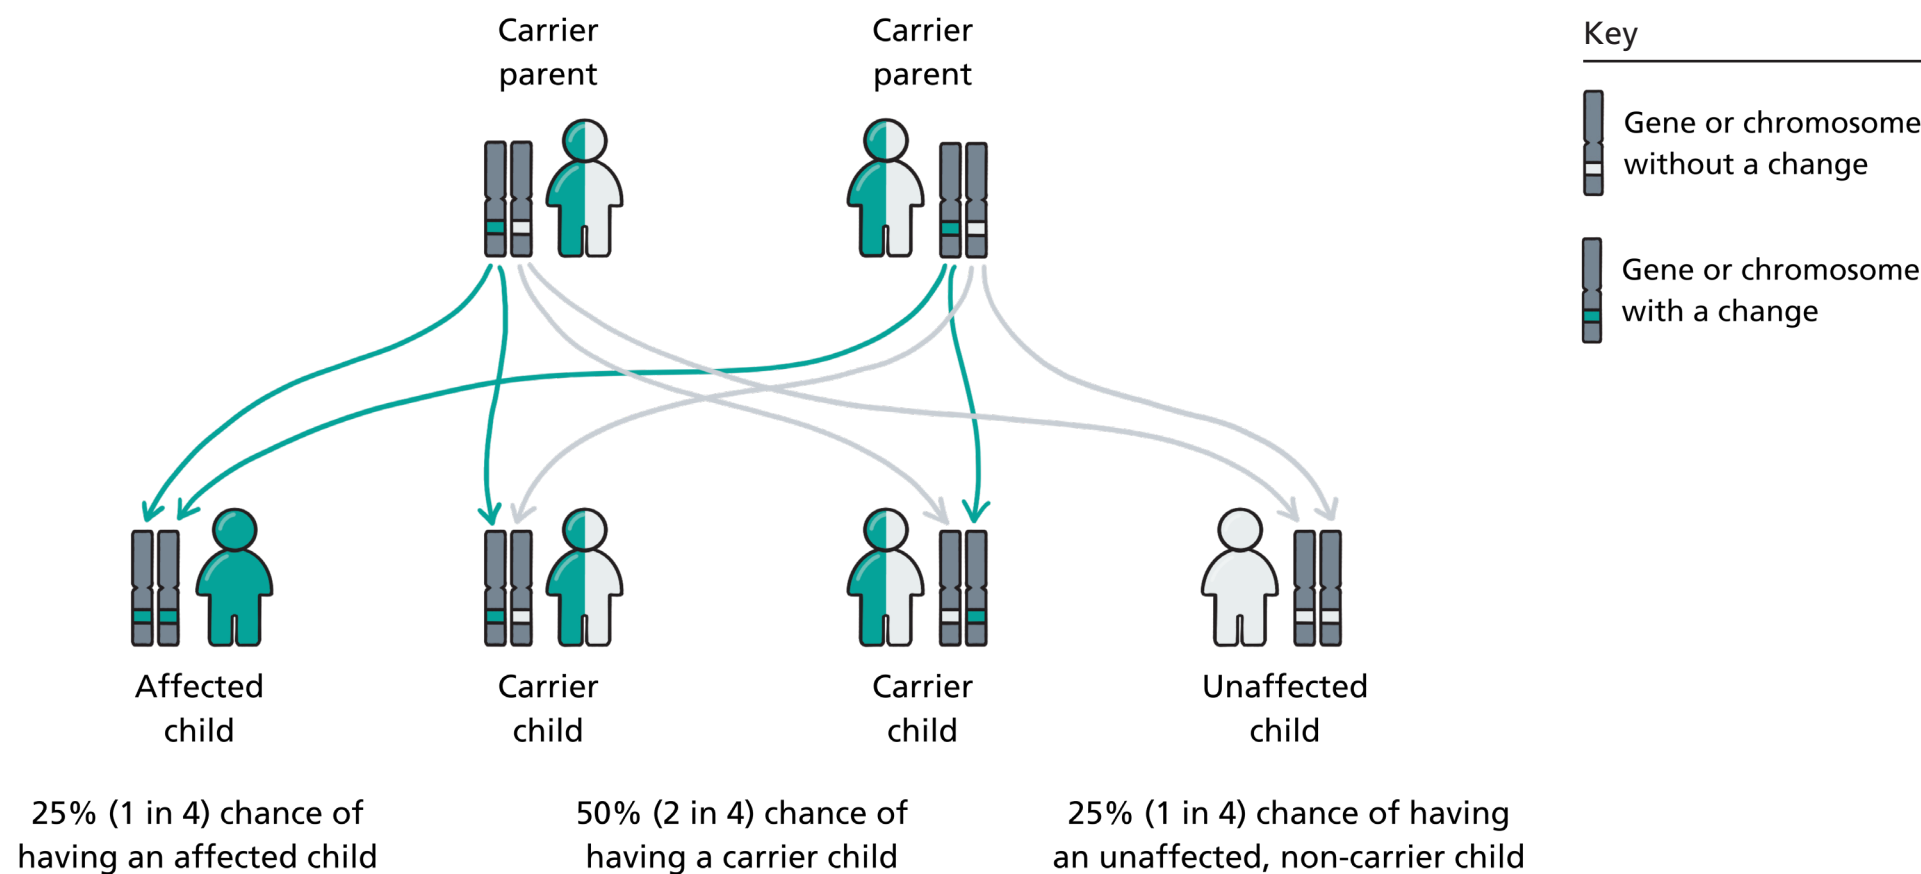 Carrier
parent
Carrier
parent
Key
Gene or chromosome
without a change
Gene or chromosome
with a change
Affected
child
Carrier
child
Carrier
child
Unaffected
child
25% (1 in 4) chance of
having an affected child
50% (2 in 4) chance of
having a carrier child
25% (1 in 4) chance of having
an unaffected, non-carrier child